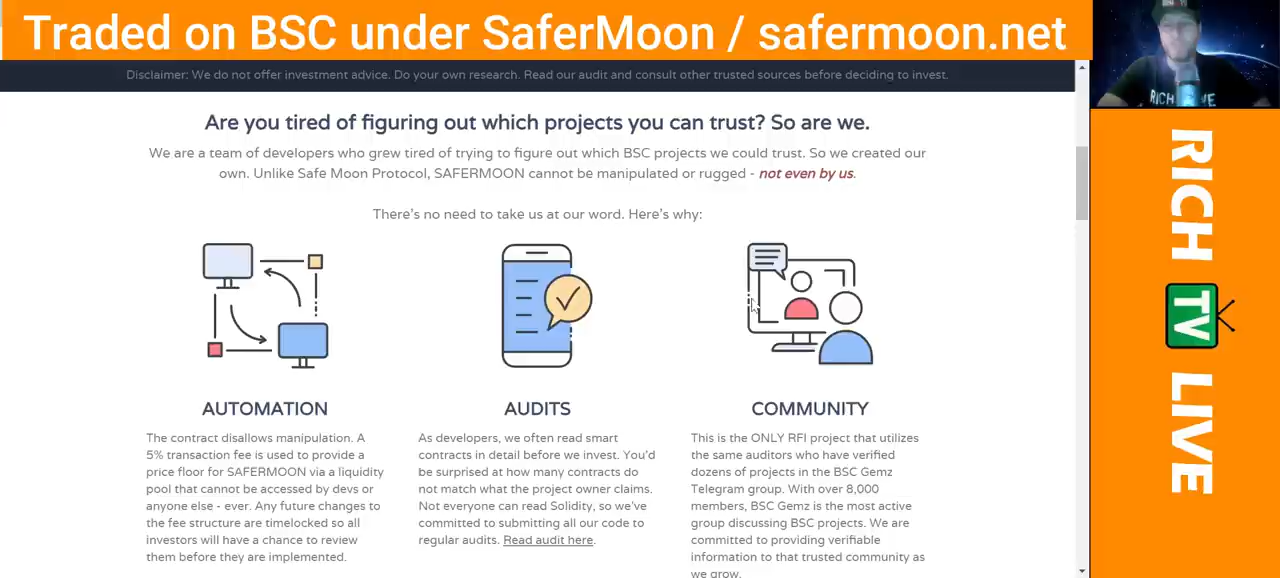 Traded on BSC under SaferMoon / safermoon.net
Disclaimer: We do not offer investment advice. Do your own research. Read our audit and consult other trusted sources before deciding to invest.
Are you tired of figuring out which projects you can trust? So are we.
We are a team of developers who grew tired of trying to figure out which BSC projects we could trust. So we created our
own. Unlike Safe Moon Protocol, SAFERMOON cannot be manipulated or rugged - not even by us.
There's no need to take us at our word. Here's why:
AUTOMATION
The contract disallows manipulation. A
5% transaction fee is used to provide a
price floor for SAFERMOON via a liquidity
pool that cannot be accessed by devs or
anyone else - ever. Any future changes to
the fee structure are timelocked so all
investors will have a chance to review
them before they are implemented.
AUDITS
As developers, we often read smart
contracts in detail before we invest. You'd
be surprised at how many contracts do
not match what the project owner claims.
Not everyone can read Solidity, so we've
committed to submitting all our code to
regular audits. Read audit here.
COMMUNITY
This is the ONLY RFI project that utilizes
the same auditors who have verified
dozens of projects in the BSC Gemz
Telegram group. With over 8,000
members, BSC Gemz is the most active
group discussing BSC projects. We are
committed to providing verifiable
information to that trusted community as
we grow.
RICH TV LIVE